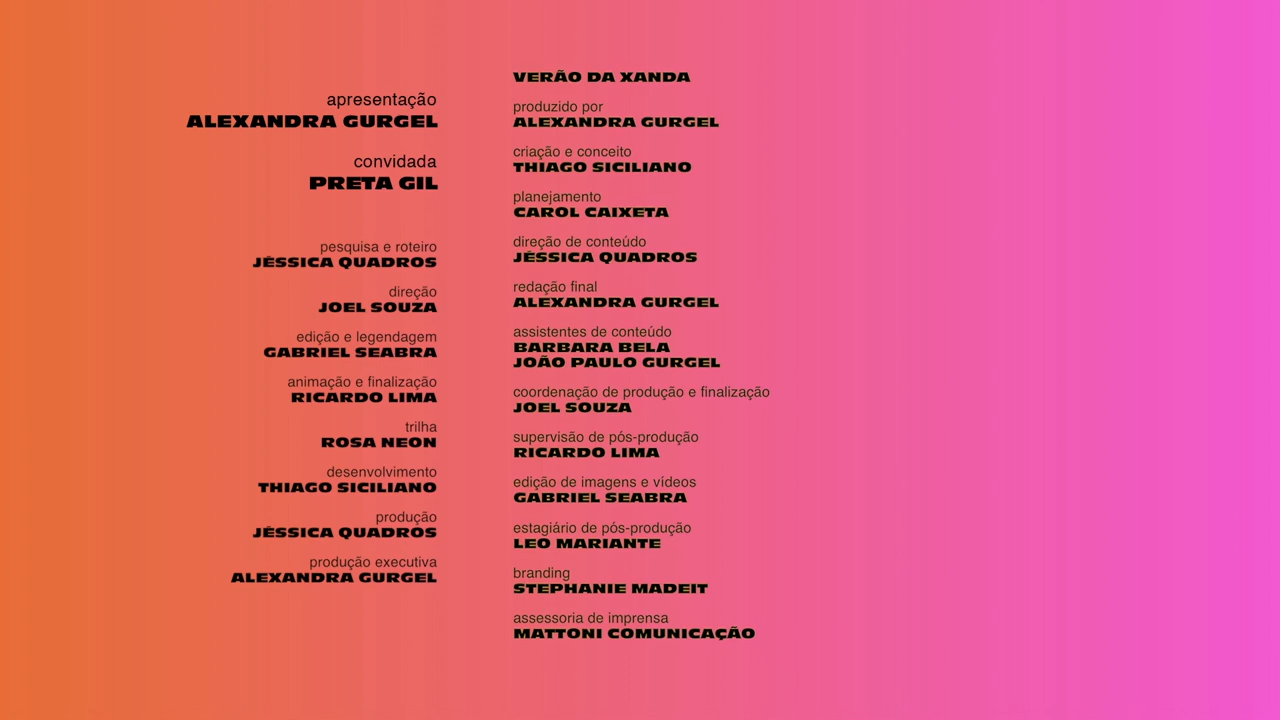 apresentação
ALEXANDRA GURGEL
convidada
PRETA GIL
pesquisa e roteiro
JÉSSICA QUADROS
direção
JOEL SOUZA
edição e legendagem
GABRIEL SEABRA
animação e finalização
RICARDO LIMA
trilha
ROSA NEON
desenvolvimento
THIAGO SICILIANO
produção
JÉSSICA QUADROS
produção executiva
ALEXANDRA GURGEL
VERÃO DA XANDA
produzido por
ALEXANDRA GURGEL
criação e conceito
THIAGO SICILIANO
planejamento
CAROL CAIXETA
direção de conteúdo
JÉSSICA QUADROS
redação final
ALEXANDRA GURGEL
assistentes de conteúdo
BARBARA BELA
JOÃO PAULO GURGEL
coordenação de produção e finalização
JOEL SOUZA
supervisão de pós-produção
RICARDO LIMA
edição de imagens e vídeos
GABRIEL SEABRA
estagiário de pós-produção
LEO MARIANTE
branding
STEPHANIE MADEIT
assessoria de imprensa
MATTONI COMUNICAÇÃO